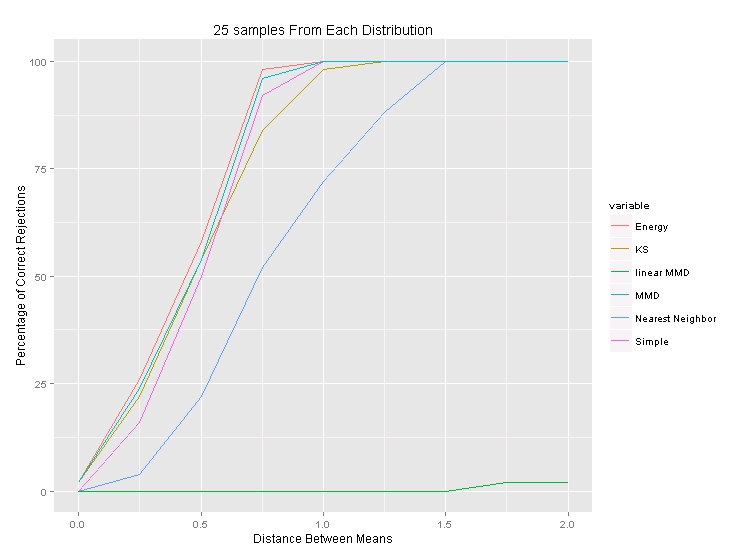 25 samples From Each Distribution
Percentage of Correct Rejections
100
75
50
25
0
0.0 0.5 1.0 1.5 2.0
Distance Between Means
variable
Energy
KS
linear MMD
MMD
Nearest Neighbor
Simple